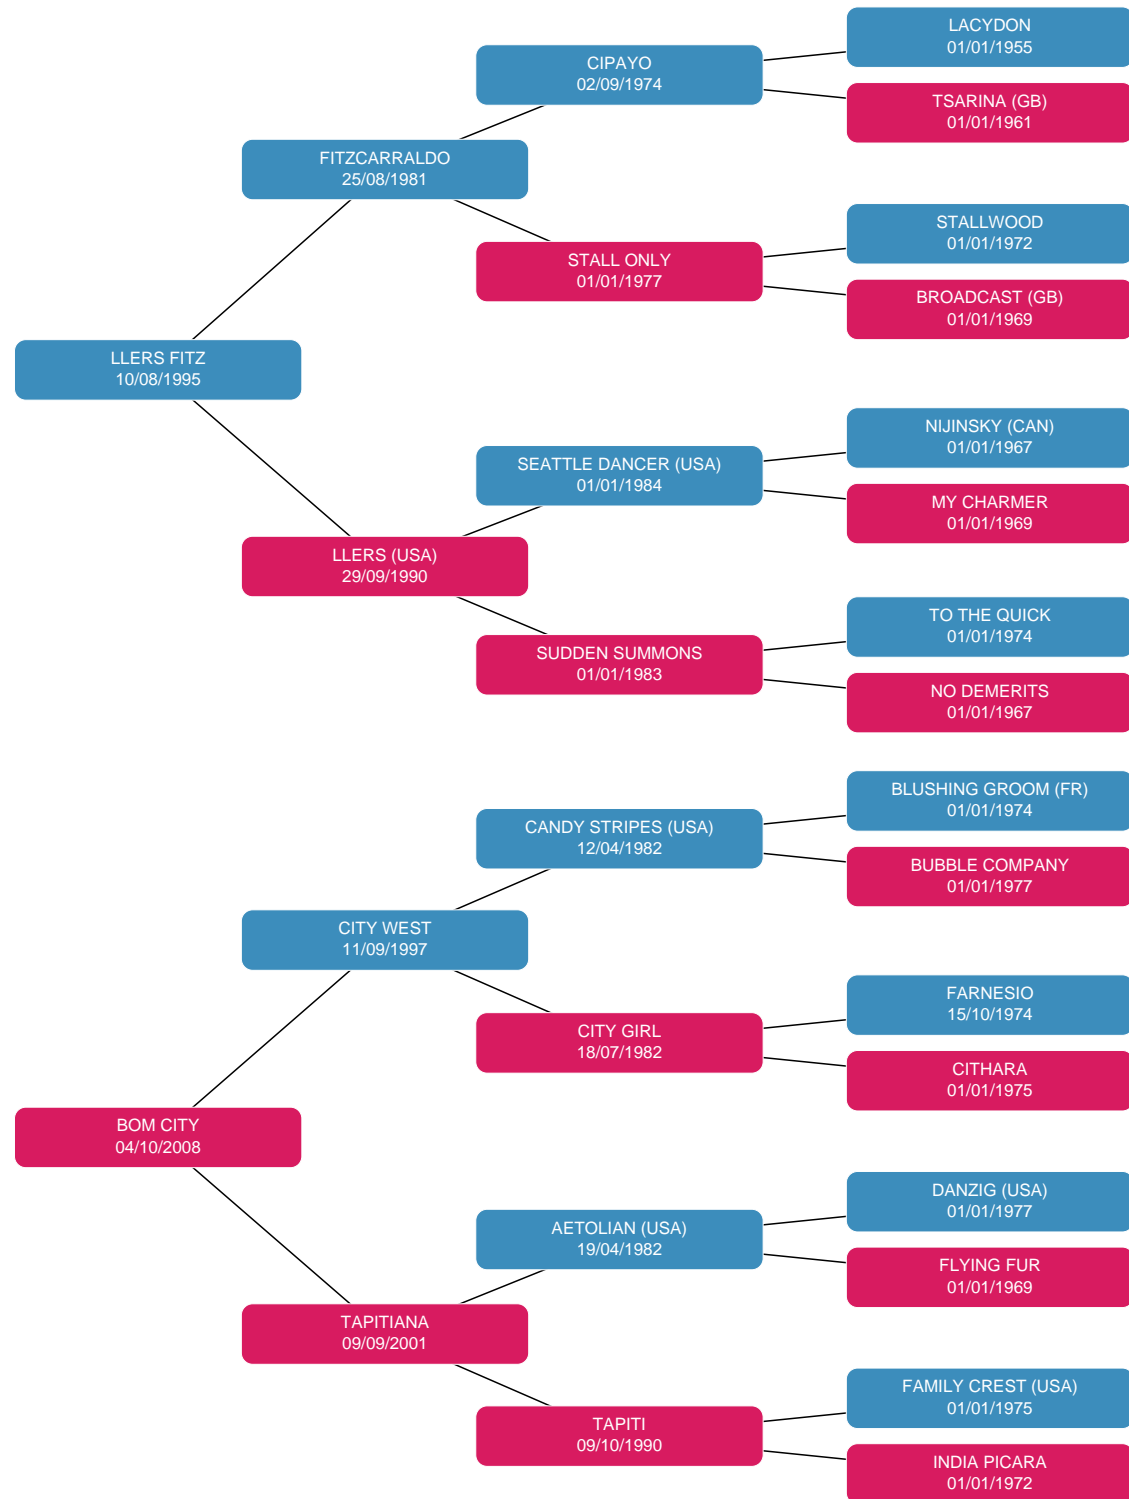 LACYDON
01/01/1955
CIPAYO
02/09/1974
TSARINA (GB)
01/01/1961
FITZCARRALDO
25/08/1981
STALLWOOD
01/01/1972
STALL ONLY
01/01/1977
BROADCAST (GB)
01/01/1969
LLERS FITZ
10/08/1995
NIJINSKY (CAN)
01/01/1967
SEATTLE DANCER (USA)
01/01/1984
MY CHARMER
01/01/1969
LLERS (USA)
29/09/1990
TO THE QUICK
01/01/1974
SUDDEN SUMMONS
01/01/1983
NO DEMERITS
01/01/1967
BLUSHING GROOM (FR)
01/01/1974
CANDY STRIPES (USA)
12/04/1982
BUBBLE COMPANY
01/01/1977
CITY WEST
11/09/1997
FARNESIO
15/10/1974
CITY GIRL
18/07/1982
CITHARA
01/01/1975
BOM CITY
04/10/2008
DANZIG (USA)
01/01/1977
AETOLIAN (USA)
19/04/1982
FLYING FUR
01/01/1969
TAPITIANA
09/09/2001
FAMILY CREST (USA)
01/01/1975
TAPITI
09/10/1990
INDIA PICARA
01/01/1972